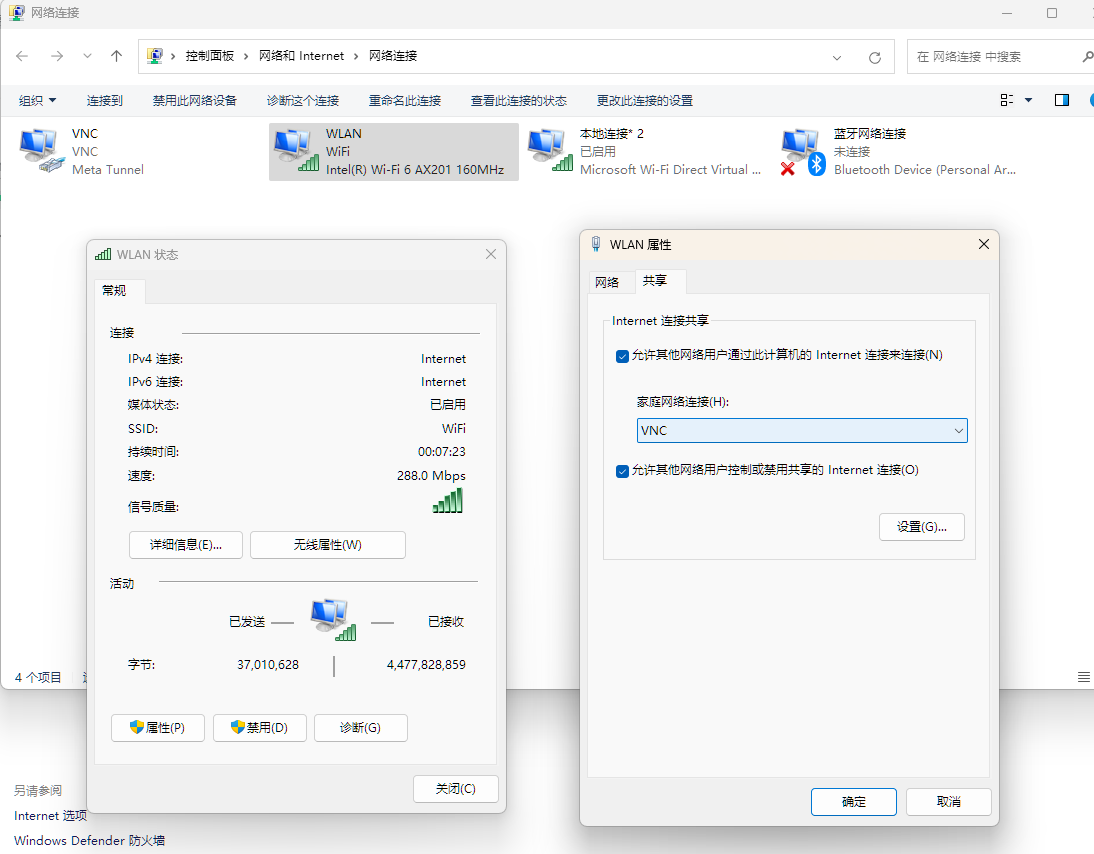 网络连接
控制面板 › 网络和 Internet › 网络连接
在 网络连接 中搜索
组织 连接到 禁用此网络设备 诊断这个连接 重命名此连接 查看此连接的状态 更改此连接的设置
VNC
VNC
Meta Tunnel
WLAN
WiFi
Intel(R) Wi-Fi 6 AX201 160MHz
本地连接* 2
已启用
Microsoft Wi-Fi Direct Virtual ...
蓝牙网络连接
未连接
Bluetooth Device (Personal Ar...
WLAN 状态
常规
连接
IPv4 连接: Internet
IPv6 连接: Internet
媒体状态: 已启用
SSID: WiFi
持续时间: 00:07:23
速度: 288.0 Mbps
信号质量:
详细信息(E)... 无线属性(W)
活动
已发送 已接收
字节: 37,010,628 4,477,828,859
属性(P) 禁用(D) 诊断(G)
关闭(C)
WLAN 属性
网络 共享
Internet 连接共享
允许其他网络用户通过此计算机的 Internet 连接来连接(N)
家庭网络连接(H):
VNC
允许其他网络用户控制或禁用共享的 Internet 连接(O)
设置(G)...
确定 取消
4 个项目
另请参阅
Internet 选项
Windows Defender 防火墙